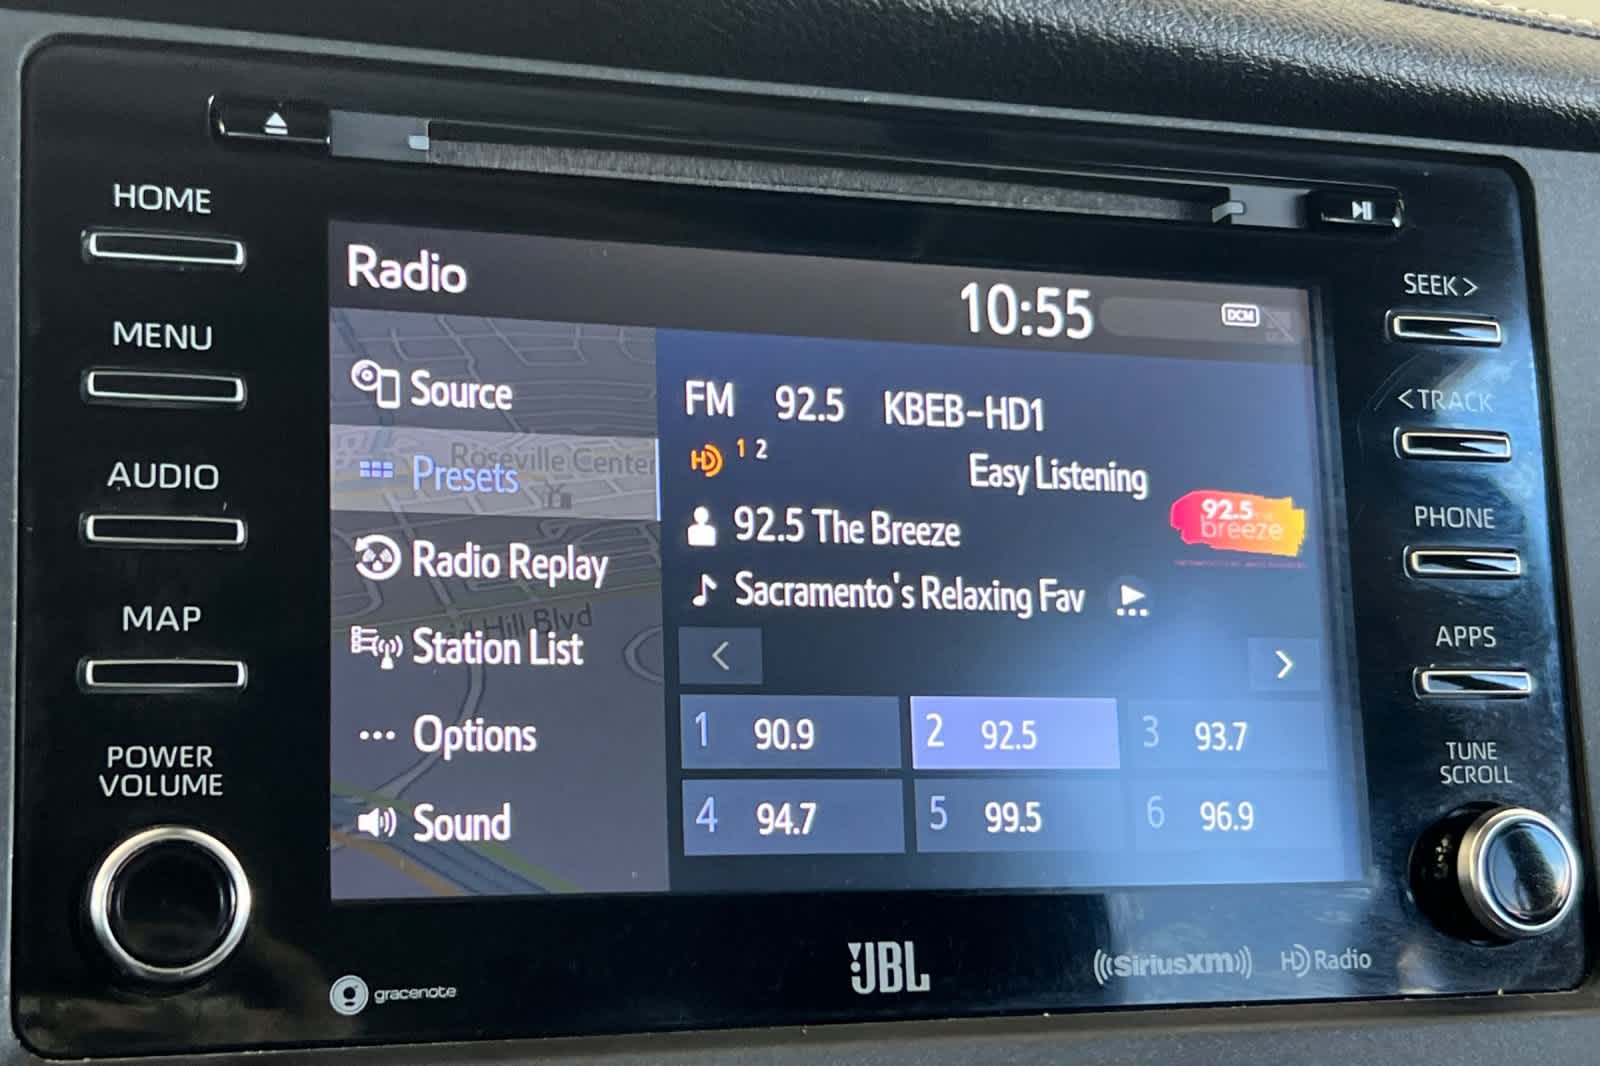 HOME
MENU
AUDIO
MAP
POWER
VOLUME
Radio
10:55
DCM
Source
Roseville Center
Presets
Radio Replay
Hill Blvd
Station List
Options
Sound
FM 92.5 KBEB-HD1
HD 1 2
Easy Listening
92.5 The Breeze
92.5
breeze
Sacramento's Relaxing Fav
1 90.9
2 92.5
3 93.7
4 94.7
5 99.5
6 96.9
SEEK >
< TRACK
PHONE
APPS
TUNE
SCROLL
gracenote
JBL
SiriusXM
HD Radio